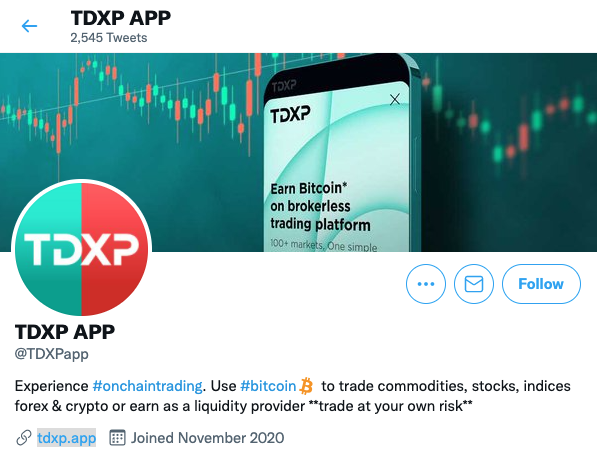 TDXP APP
2,545 Tweets
TDXP
TDXP
X
Earn Bitcoin*
on brokerless
trading platform
100+ markets, One simple
TDXP
TDXP APP
@TDXPapp
Follow
Experience #onchaintrading. Use #bitcoin₿ to trade commodities, stocks, indices
forex & crypto or earn as a liquidity provider **trade at your own risk**
tdxp.app Joined November 2020